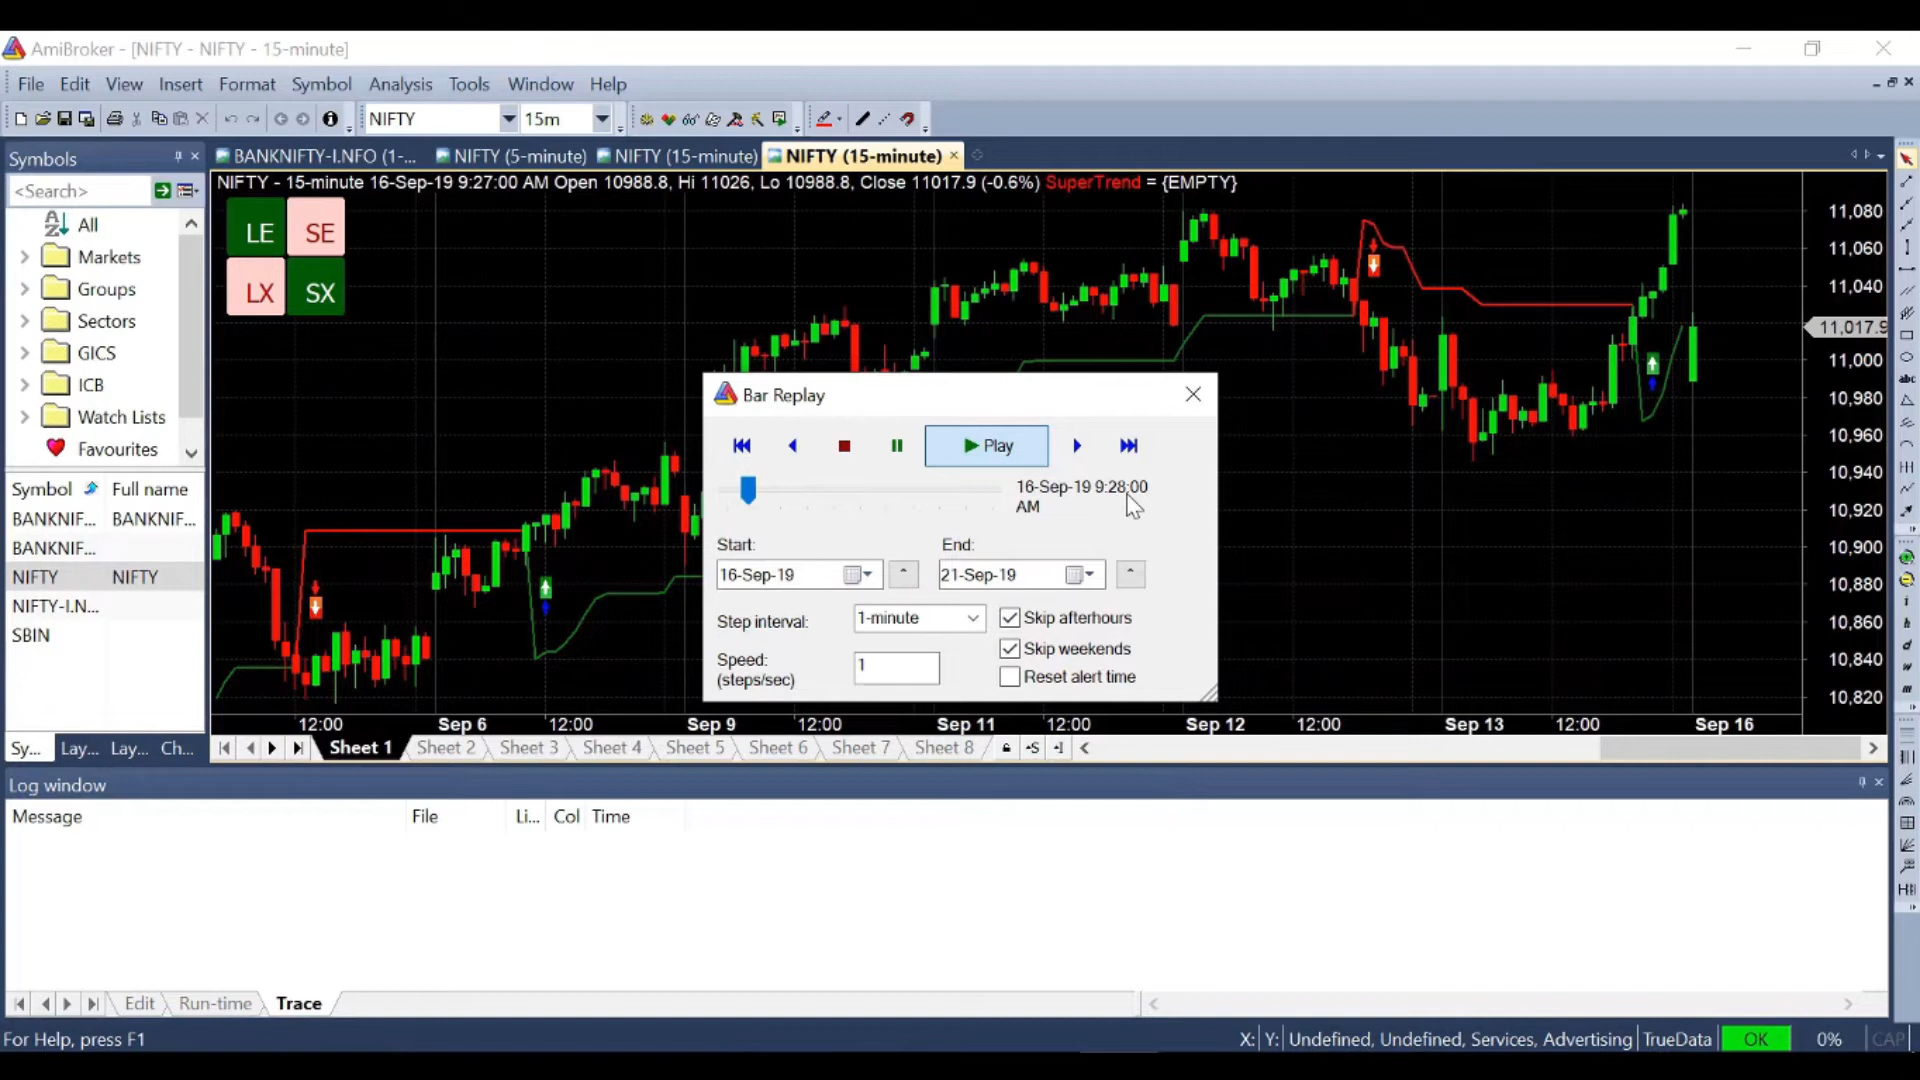 AmiBroker - [NIFTY - NIFTY - 15-minute]
File Edit View Insert Format Symbol Analysis Tools Window Help
NIFTY 15m
Symbols
BANKNIFTY-I.NFO (1-... NIFTY (5-minute) NIFTY (15-minute) NIFTY (15-minute)
<Search>
NIFTY - 15-minute 16-Sep-19 9:27:00 AM Open 10988.8, Hi 11026, Lo 10988.8, Close 11017.9 (-0.6%) SuperTrend = {EMPTY}
All
Markets
Groups
Sectors
GICS
ICB
Watch Lists
Favourites
Symbol Full name
BANKNIF... BANKNIF...
BANKNIF...
NIFTY NIFTY
NIFTY-I.N...
SBIN
Sy... Lay... Lay... Ch...
LE SE
LX SX
11,080
11,060
11,040
11,017.9
11,000
10,980
10,960
10,940
10,920
10,900
10,880
10,860
10,840
10,820
Bar Replay
Play
16-Sep-19 9:28:00
AM
Start: End:
16-Sep-19 21-Sep-19
Step interval: 1-minute Skip afterhours
Skip weekends
Speed:
(steps/sec) 1
Reset alert time
12:00 Sep 6 12:00 Sep 9 12:00 Sep 11 12:00 Sep 12 12:00 Sep 13 12:00 Sep 16
Sheet 1 Sheet 2 Sheet 3 Sheet 4 Sheet 5 Sheet 6 Sheet 7 Sheet 8
Log window
Message File Li... Col Time
Edit Run-time Trace
For Help, press F1
X: Y: Undefined, Undefined, Services, Advertising TrueData OK 0% CAP